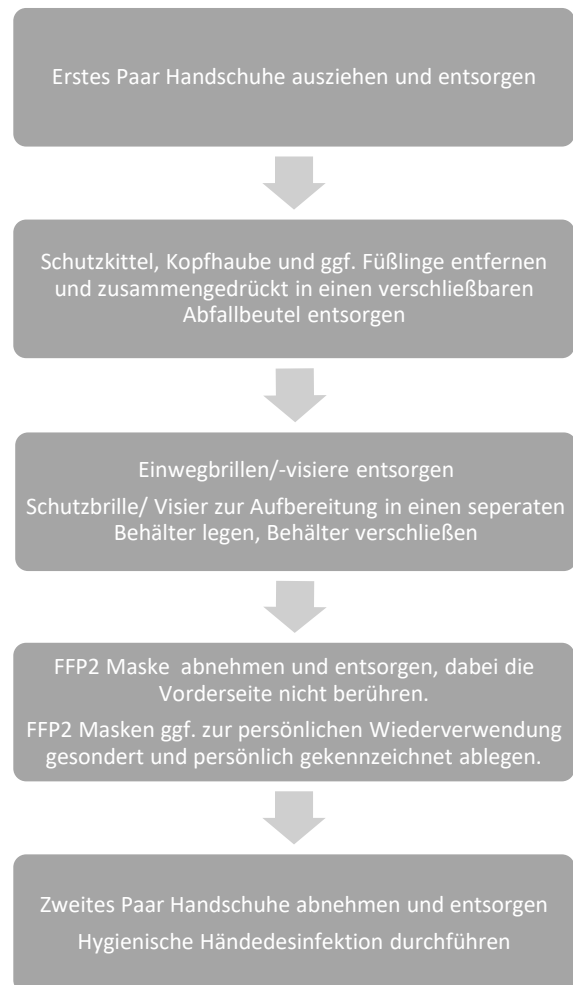 Erstes Paar Handschuhe ausziehen und entsorgen
Schutzkittel, Kopfhaube und ggf. Füßlinge entfernen
und zusammengedrückt in einen verschließbaren
Abfallbeutel entsorgen
Einwegbrillen/-visiere entsorgen
Schutzbrille/ Visier zur Aufbereitung in einen seperaten
Behälter legen, Behälter verschließen
FFP2 Maske abnehmen und entsorgen, dabei die
Vorderseite nicht berühren.
FFP2 Masken ggf. zur persönlichen Wiederverwendung
gesondert und persönlich gekennzeichnet ablegen.
Zweites Paar Handschuhe abnehmen und entsorgen
Hygienische Händedesinfektion durchführen